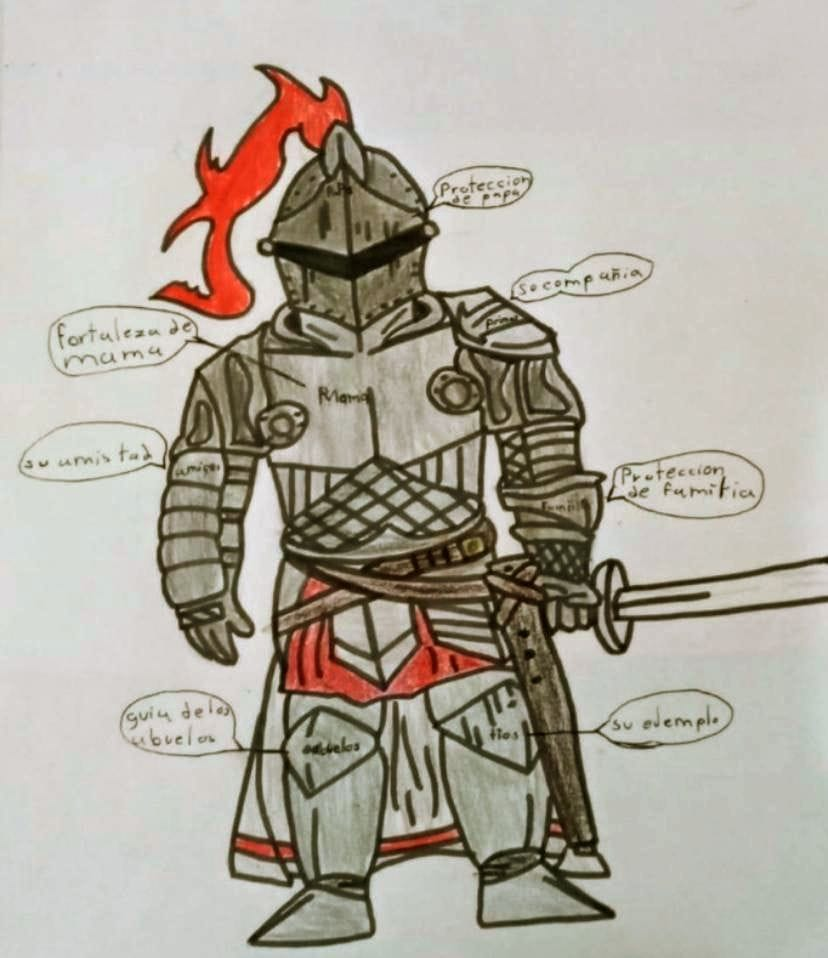 Papa
Proteccion
de papa
su compañia
primos
fortaleza de
mama
Mama
su amistad
amigos
Proteccion
de familia
Familia
guia de los
abuelos
abuelos
tios
su ejemplo